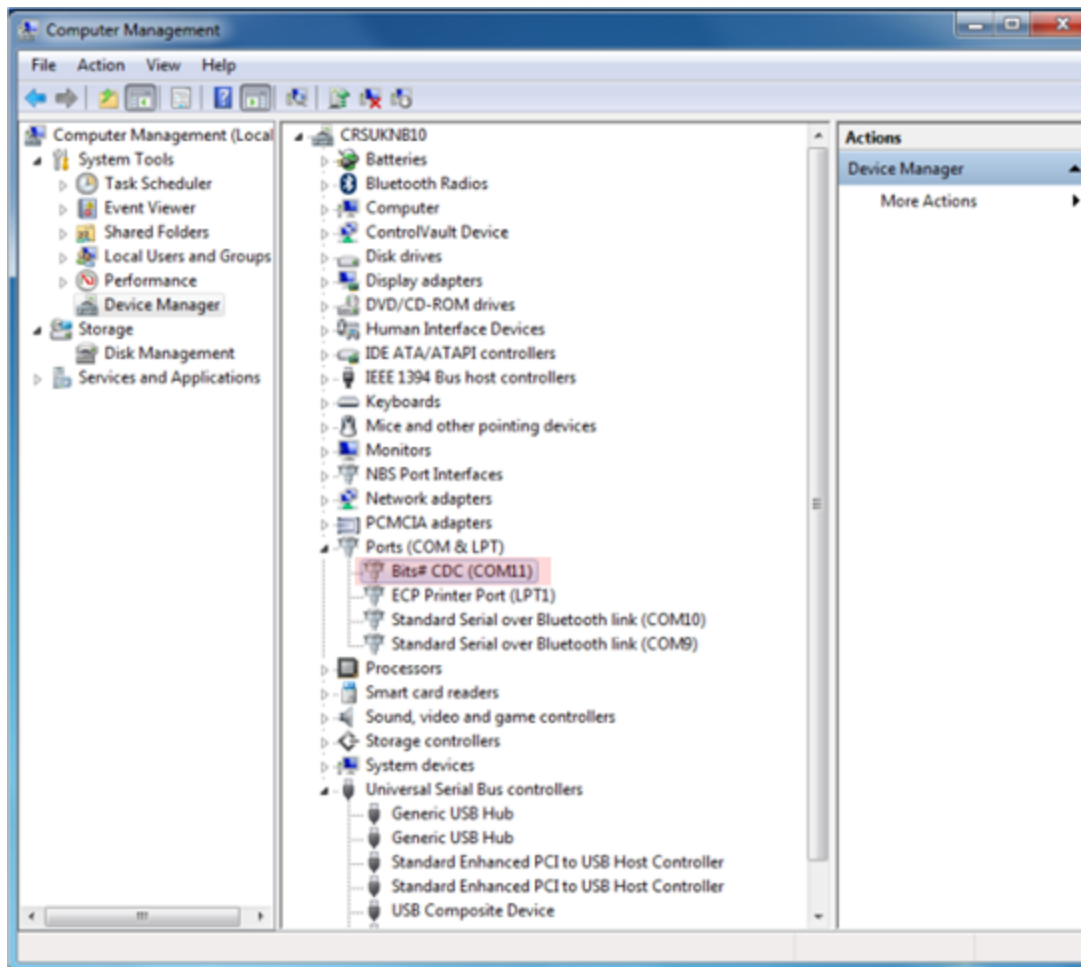 Computer Management
File Action View Help
Computer Management (Local
System Tools
Task Scheduler
Event Viewer
Shared Folders
Local Users and Groups
Performance
Device Manager
Storage
Disk Management
Services and Applications
CRSUKNB10
Batteries
Bluetooth Radios
Computer
ControlVault Device
Disk drives
Display adapters
DVD/CD-ROM drives
Human Interface Devices
IDE ATA/ATAPI controllers
IEEE 1394 Bus host controllers
Keyboards
Mice and other pointing devices
Monitors
NBS Port Interfaces
Network adapters
PCMCIA adapters
Ports (COM & LPT)
Bits# CDC (COM11)
ECP Printer Port (LPT1)
Standard Serial over Bluetooth link (COM10)
Standard Serial over Bluetooth link (COM9)
Processors
Smart card readers
Sound, video and game controllers
Storage controllers
System devices
Universal Serial Bus controllers
Generic USB Hub
Generic USB Hub
Standard Enhanced PCI to USB Host Controller
Standard Enhanced PCI to USB Host Controller
USB Composite Device
Actions
Device Manager
More Actions